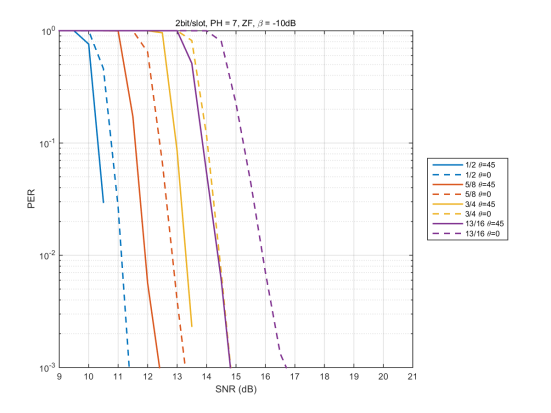 2bit/slot, PH = 7, ZF, β = -10dB
10^0
10^-1
10^-2
10^-3
PER
9 10 11 12 13 14 15 16 17 18 19 20 21
SNR (dB)
1/2 θ=45
1/2 θ=0
5/8 θ=45
5/8 θ=0
3/4 θ=45
3/4 θ=0
13/16 θ=45
13/16 θ=0